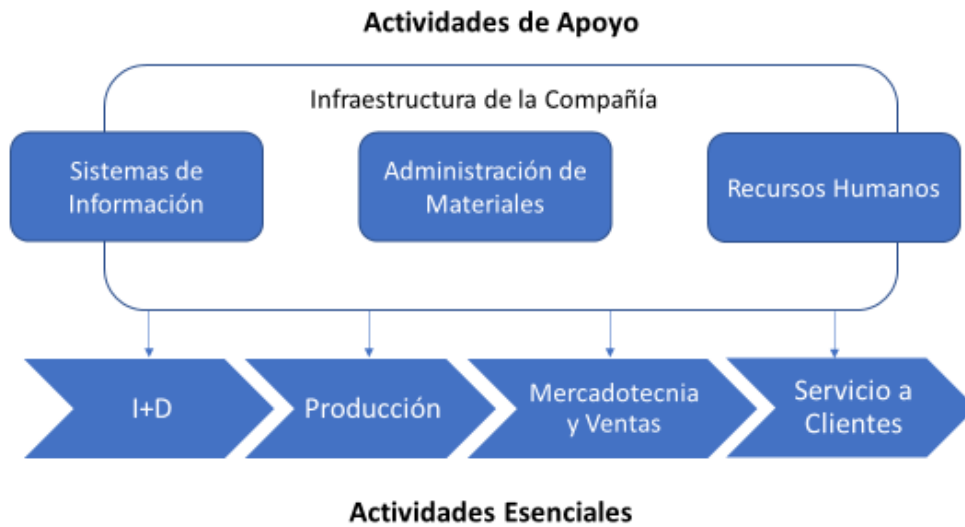 Actividades de Apoyo
Infraestructura de la Compañía
Sistemas de
Información
Administración de
Materiales
Recursos Humanos
I+D
Producción
Mercadotecnia
y Ventas
Servicio a
Clientes
Actividades Esenciales